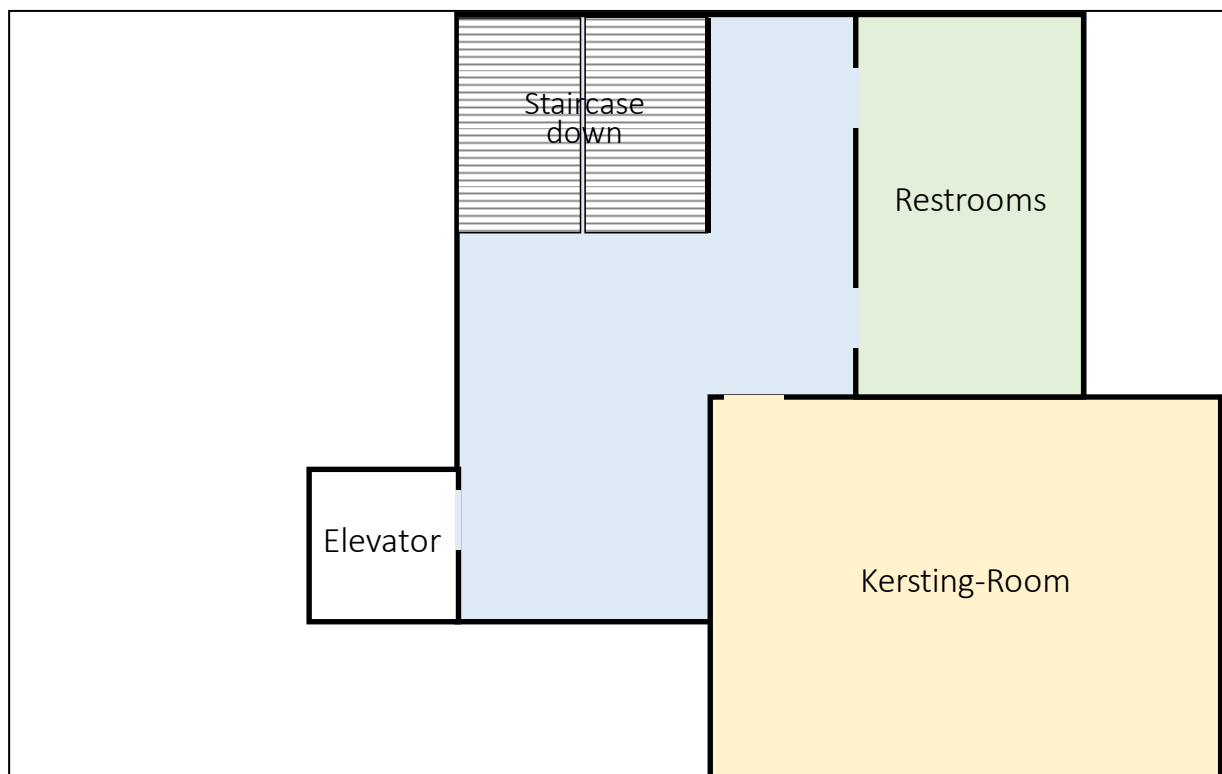 Staircase
down
Restrooms
Elevator
Kersting-Room